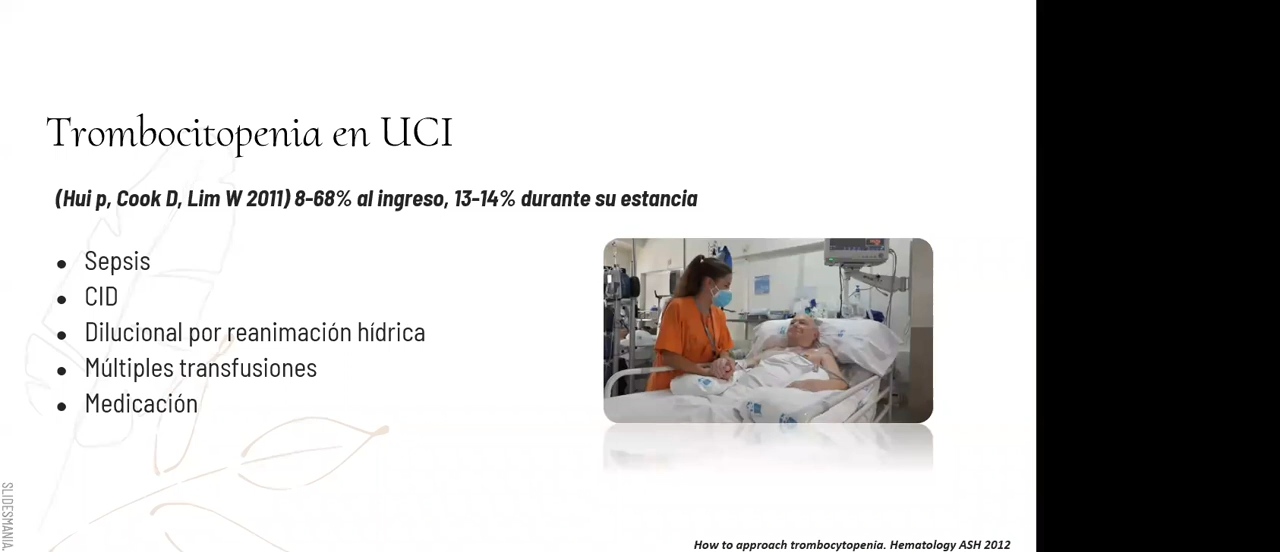 Trombocitopenia en UCI
(Hui p, Cook D, Lim W 2011) 8-68% al ingreso, 13-14% durante su estancia
• Sepsis
• CID
• Dilucional por reanimación hídrica
• Múltiples transfusiones
• Medicación
SLIDESMANIA
How to approach trombocytopenia. Hematology ASH 2012